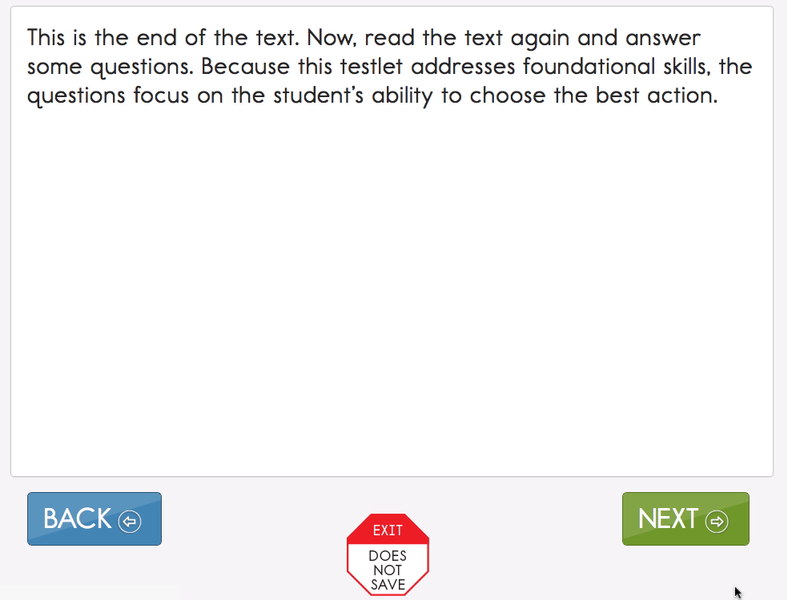 This is the end of the text. Now, read the text again and answer
some questions. Because this testlet addresses foundational skills, the
questions focus on the student's ability to choose the best action.
BACK
EXIT
DOES
NOT
SAVE
NEXT